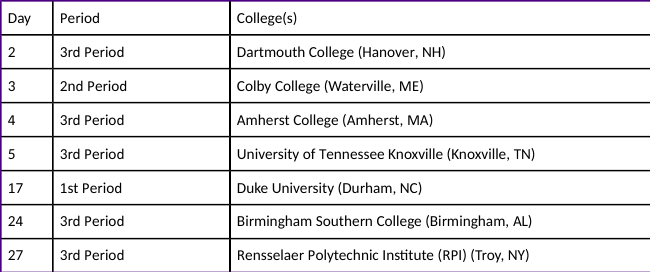 Day Period College(s)
2 3rd Period Dartmouth College (Hanover, NH)
3 2nd Period Colby College (Waterville, ME)
4 3rd Period Amherst College (Amherst, MA)
5 3rd Period University of Tennessee Knoxville (Knoxville, TN)
17 1st Period Duke University (Durham, NC)
24 3rd Period Birmingham Southern College (Birmingham, AL)
27 3rd Period Rensselaer Polytechnic Institute (RPI) (Troy, NY)